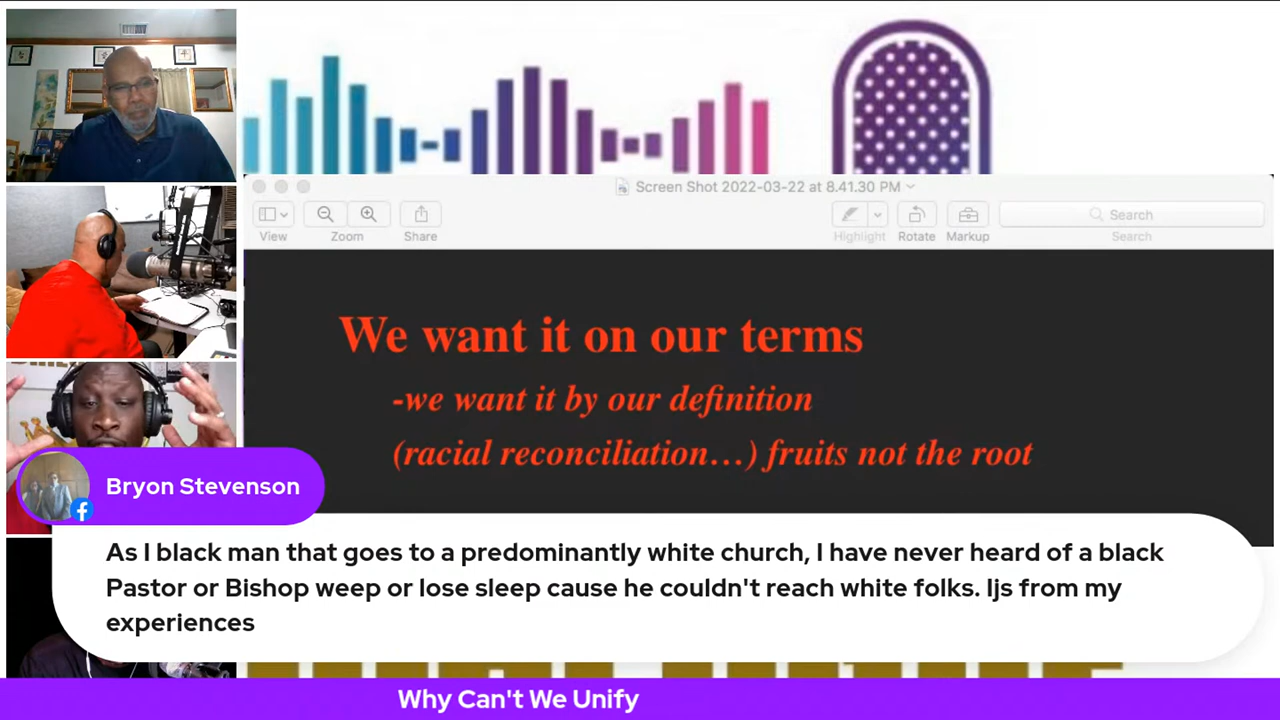 Screen Shot 2022-03-22 at 8.41.30 PM
Search
View
Zoom
Share
Highlight
Rotate
Markup
Search
We want it on our terms
-we want it by our definition
(racial reconciliation...) fruits not the root
Bryon Stevenson
As I black man that goes to a predominantly white church, I have never heard of a black
Pastor or Bishop weep or lose sleep cause he couldn't reach white folks. Ijs from my
experiences
Why Can't We Unify